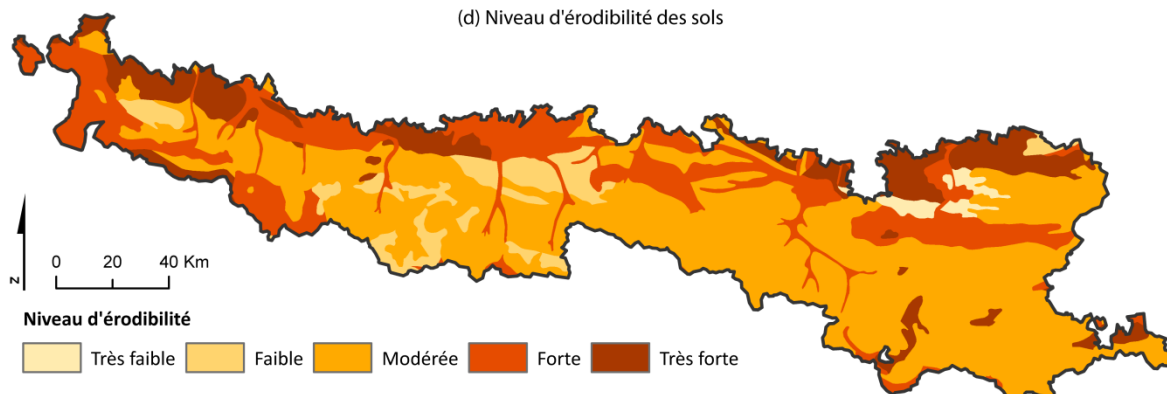 (d) Niveau d'érodibilité des sols
N
0 20 40 Km
Niveau d'érodibilité
Très faible Faible Modérée Forte Très forte